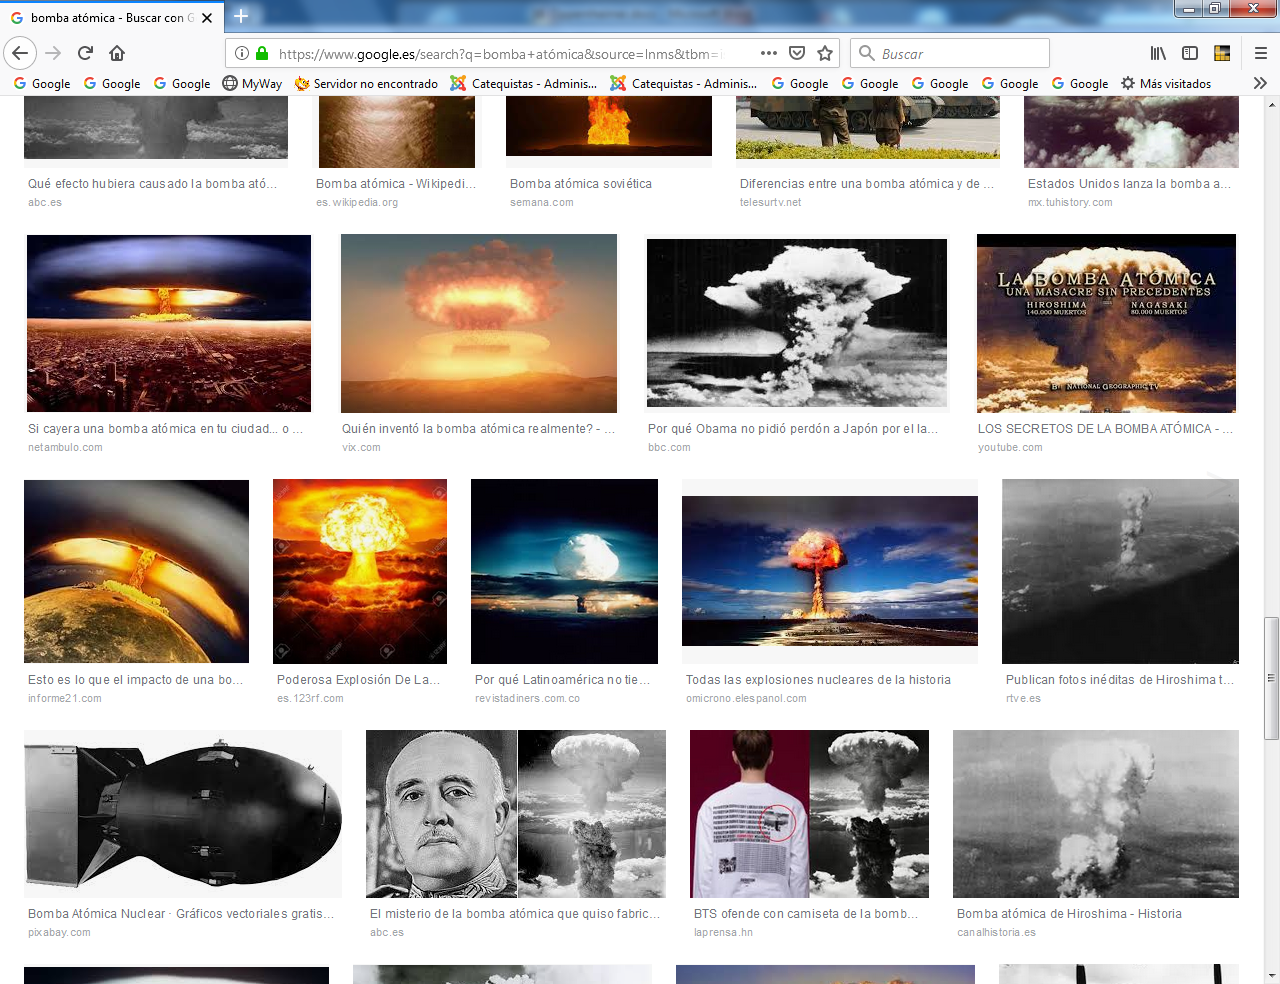 bomba atómica - Buscar con G
https://www.google.es/search?q=bomba+atómica&source=lnms&tbm=
Buscar
Google
Google
Google
MyWay
Servidor no encontrado
Catequistas - Adminis...
Catequistas - Adminis...
Google
Google
Google
Google
Google
Más visitados
Qué efecto hubiera causado la bomba ató...
abc.es
Bomba atómica - Wikipedi...
es.wikipedia.org
Bomba atómica soviética
semana.com
Diferencias entre una bomba atómica y de ...
telesurtv.net
Estados Unidos lanza la bomba a...
mx.tuhistory.com
LA BOMBA ATÓMICA
UNA MASACRE SIN PRECEDENTES
HIROSHIMA
140.000 MUERTOS
NAGASAKI
80.000 MUERTOS
By National Geographic TV
Si cayera una bomba atómica en tu ciudad... o ...
netambulo.com
Quién inventó la bomba atómica realmente? - ...
vix.com
Por qué Obama no pidió perdón a Japón por el la...
bbc.com
LOS SECRETOS DE LA BOMBA ATÓMICA - ...
youtube.com
Esto es lo que el impacto de una bo...
informe21.com
Poderosa Explosión De La...
es.123rf.com
Por qué Latinoamérica no tie...
revistadiners.com.co
Todas las explosiones nucleares de la historia
omicrono.elespanol.com
Publican fotos inéditas de Hiroshima t...
rtve.es
Bomba Atómica Nuclear · Gráficos vectoriales gratis...
pixabay.com
El misterio de la bomba atómica que quiso fabric...
abc.es
BTS ofende con camiseta de la bomb...
laprensa.hn
Bomba atómica de Hiroshima - Historia
canalhistoria.es